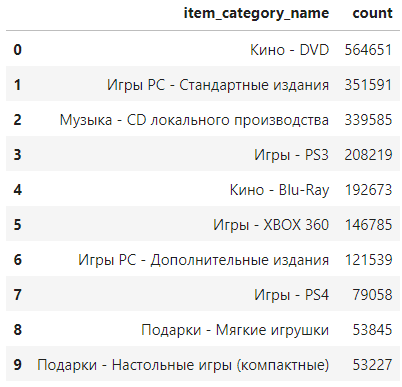 item_category_name count
0 Кино - DVD 564651
1 Игры PC - Стандартные издания 351591
2 Музыка - CD локального производства 339585
3 Игры - PS3 208219
4 Кино - Blu-Ray 192673
5 Игры - XBOX 360 146785
6 Игры PC - Дополнительные издания 121539
7 Игры - PS4 79058
8 Подарки - Мягкие игрушки 53845
9 Подарки - Настольные игры (компактные) 53227